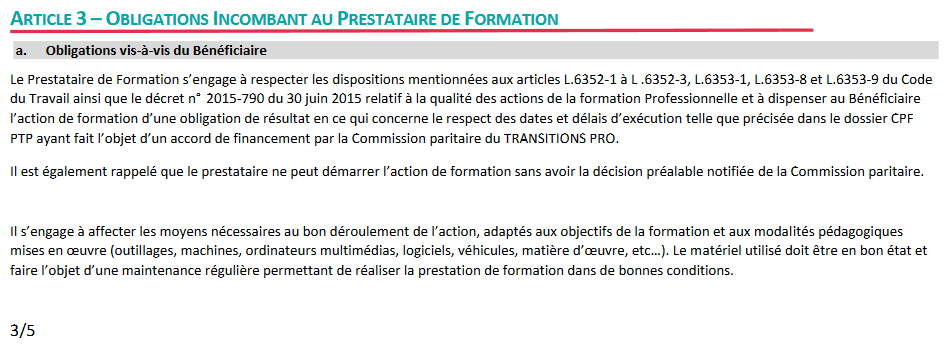 ARTICLE 3 – OBLIGATIONS INCOMBANT AU PRESTATAIRE DE FORMATION
a. Obligations vis-à-vis du Bénéficiaire
Le Prestataire de Formation s’engage à respecter les dispositions mentionnées aux articles L.6352-1 à L .6352-3, L.6353-1, L.6353-8 et L.6353-9 du Code
du Travail ainsi que le décret n° 2015-790 du 30 juin 2015 relatif à la qualité des actions de la formation Professionnelle et à dispenser au Bénéficiaire
l’action de formation d’une obligation de résultat en ce qui concerne le respect des dates et délais d’exécution telle que précisée dans le dossier CPF
PTP ayant fait l’objet d’un accord de financement par la Commission paritaire du TRANSITIONS PRO.
Il est également rappelé que le prestataire ne peut démarrer l’action de formation sans avoir la décision préalable notifiée de la Commission paritaire.
Il s’engage à affecter les moyens nécessaires au bon déroulement de l’action, adaptés aux objectifs de la formation et aux modalités pédagogiques
mises en œuvre (outillages, machines, ordinateurs multimédias, logiciels, véhicules, matière d’œuvre, etc…). Le matériel utilisé doit être en bon état et
faire l’objet d’une maintenance régulière permettant de réaliser la prestation de formation dans de bonnes conditions.
3/5